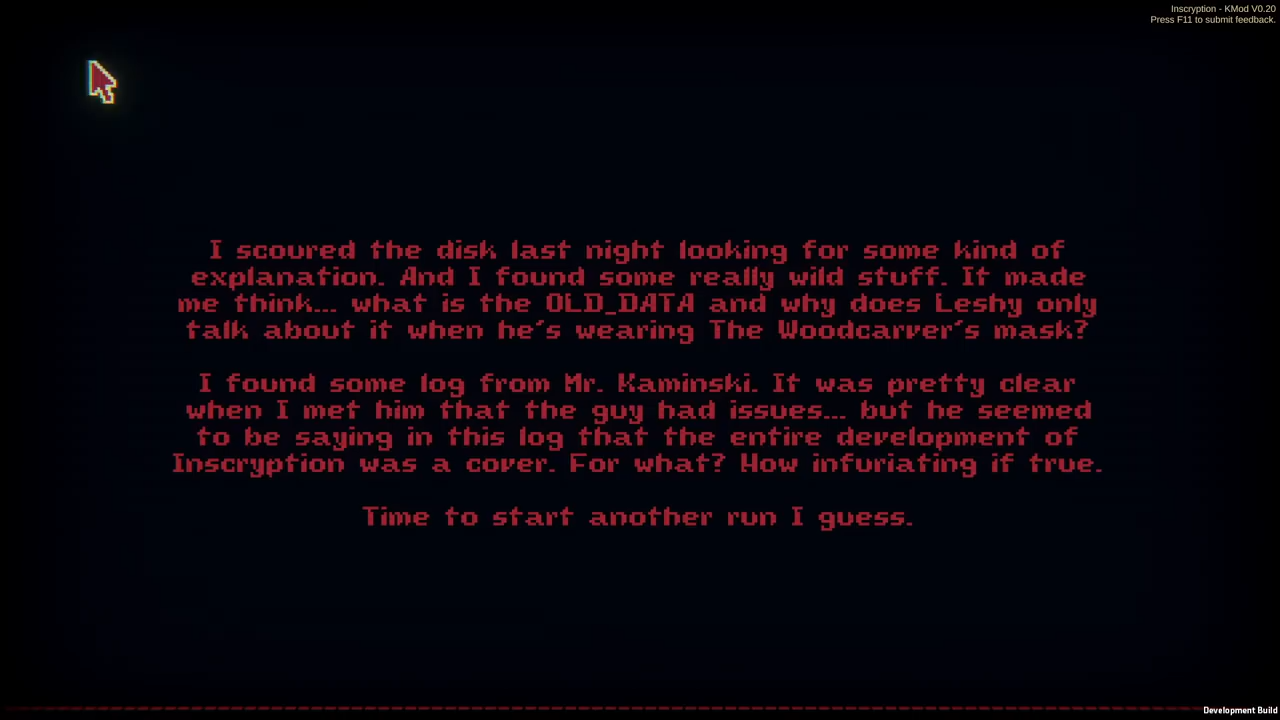 Inscryption - KMod V0.20
Press F11 to submit feedback.
I scoured the disk last night looking for some kind of
explanation. And I found some really wild stuff. It made
me think... what is the OLD_DATA and why does Leshy only
talk about it when he's wearing The Woodcarver's mask?
I found some log from Mr. Kaminski. It was pretty clear
when I met him that the guy had issues... but he seemed
to be saying in this log that the entire development of
Inscryption was a cover. For what? How infuriating if true.
Time to start another run I guess.
Development Build